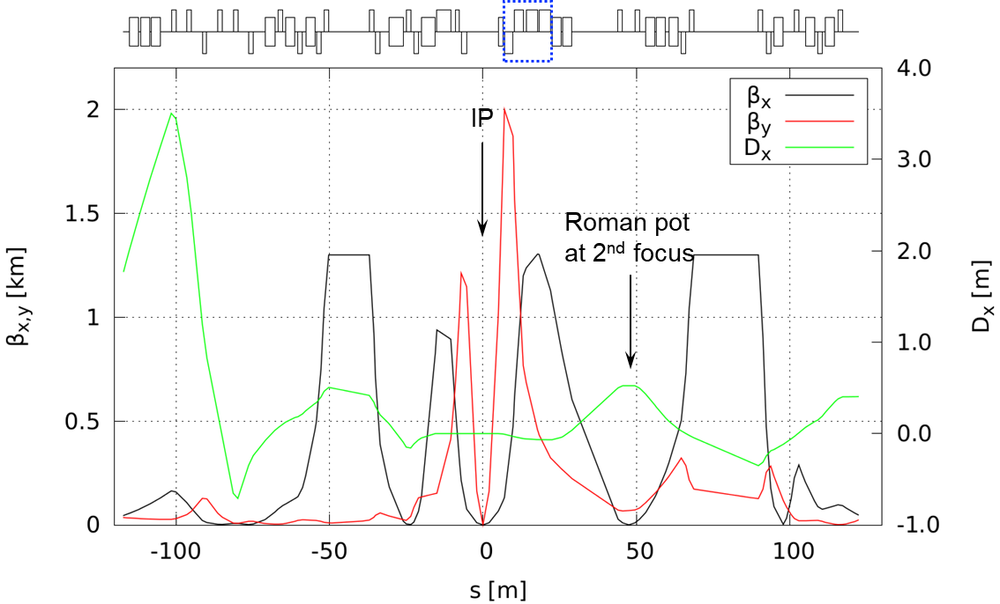 4.0
βx
2
βy
IP
Dx
3.0
1.5
Roman pot
at 2nd focus
2.0
βx,y [km]
Dx [m]
1
1.0
0.5
0.0
0
-1.0
-100
-50
0
50
100
s [m]